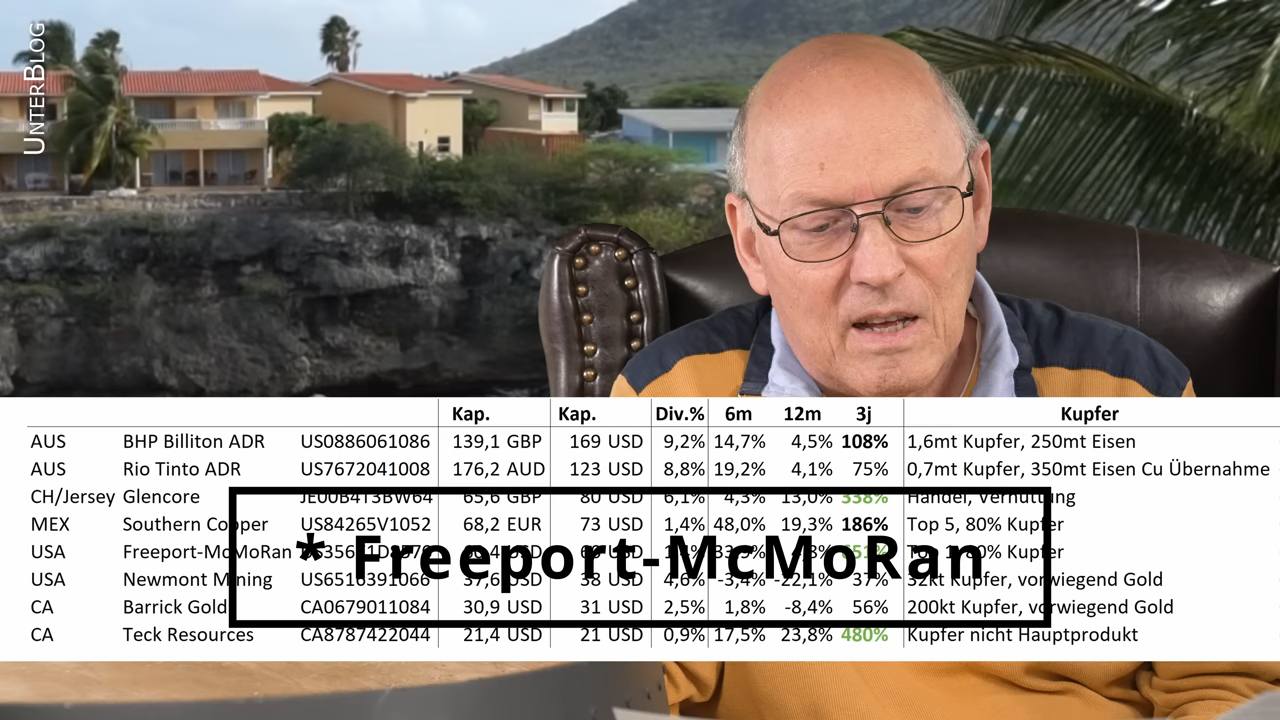 UNTERBLOG
Kap. Kap. Div.% 6m 12m 3j Kupfer
AUS BHP Billiton ADR US0886061086 139,1 GBP 169 USD 9,2% 14,7% 4,5% 108% 1,6mt Kupfer, 250mt Eisen
AUS Rio Tinto ADR US7672041008 176,2 AUD 123 USD 8,8% 19,2% 4,1% 75% 0,7mt Kupfer, 350mt Eisen Cu Übernahme
CH/Jersey Glencore JE00B4T3BW64 65,6 GBP 80 USD 6,1% 4,3% 13,0% 338% Handel, Verhüttung
MEX Southern Copper US84265V1052 68,2 EUR 73 USD 1,4% 48,0% 19,3% 186% Top 5, 80% Kupfer
USA Freeport-McMoRan USD Kupfer
* Freeport-McMoRan
USA Newmont Mining US6516391066 37,6 USD 38 USD 4,6% -3,4% -22,1% 37% 32kt Kupfer, vorwiegend Gold
CA Barrick Gold CA0679011084 30,9 USD 31 USD 2,5% 1,8% -8,4% 56% 200kt Kupfer, vorwiegend Gold
CA Teck Resources CA8787422044 21,4 USD 21 USD 0,9% 17,5% 23,8% 480% Kupfer nicht Hauptprodukt